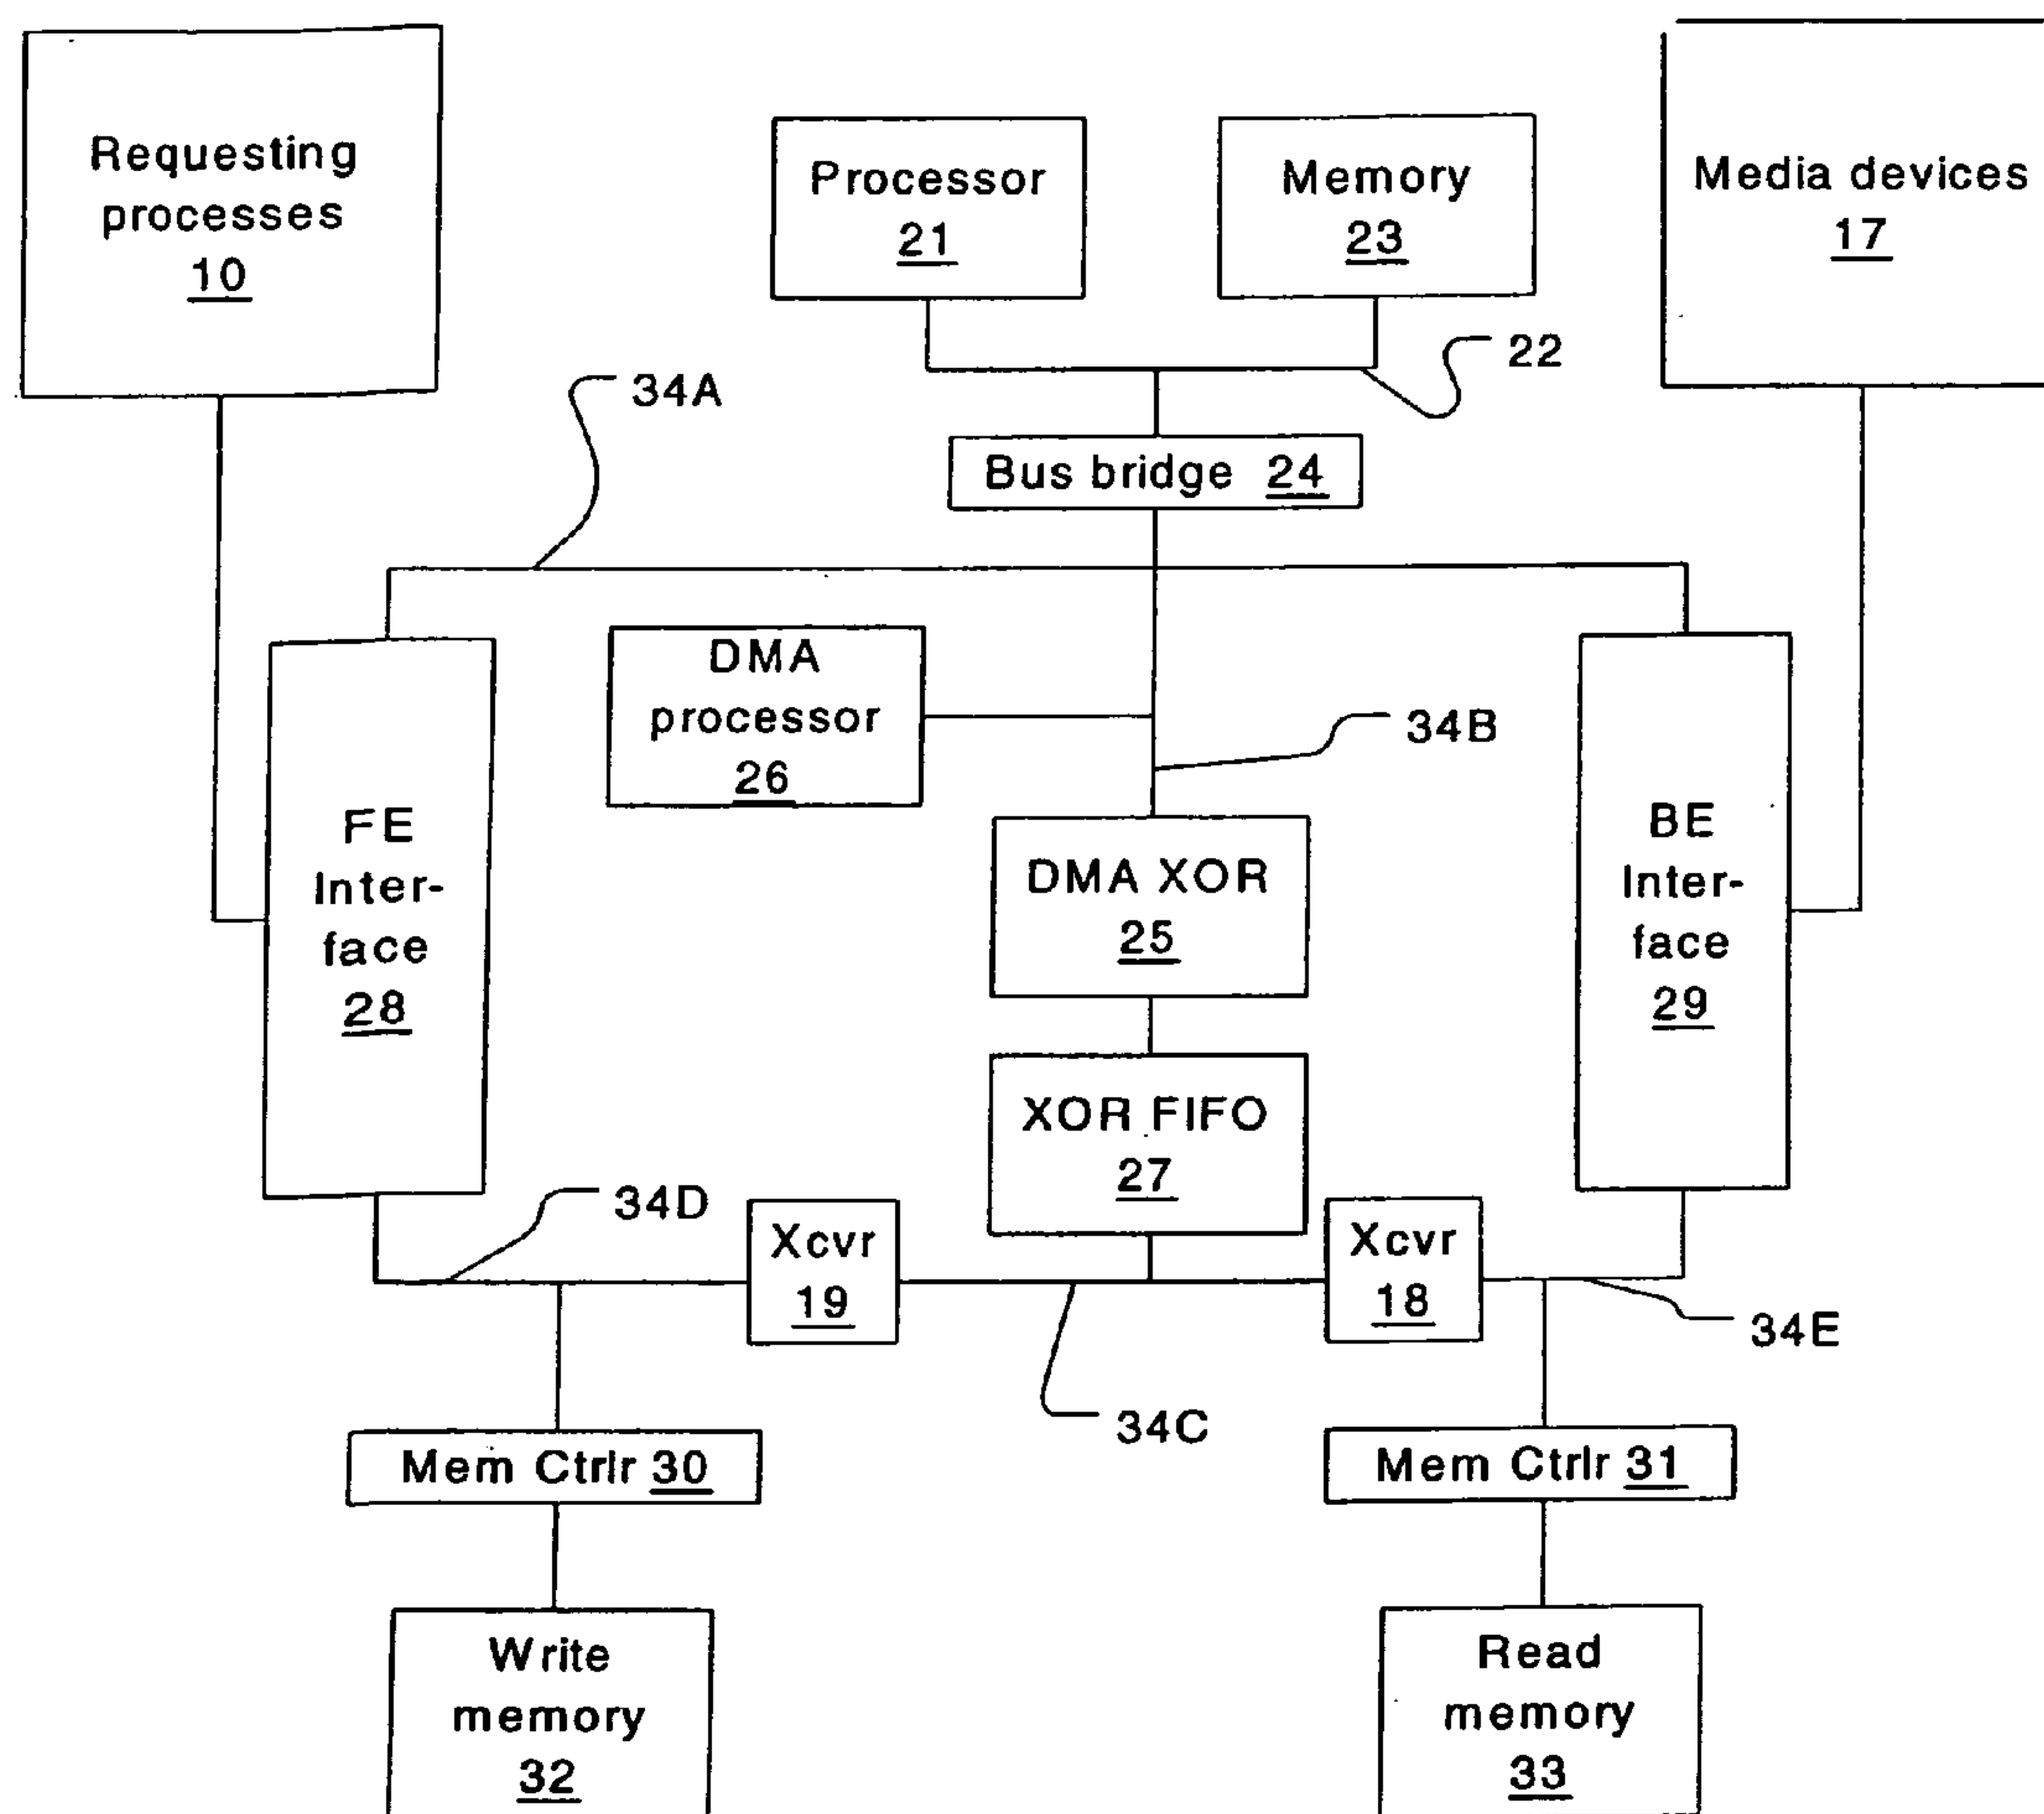 Requesting
processes
10
Processor
21
Memory
23
Media devices
17
22
34A
Bus bridge 24
DMA
processor
26
34B
FE
Inter-
face
28
DMA XOR
25
BE
Inter-
face
29
XOR FIFO
27
34D
Xcvr
19
Xcvr
18
34E
34C
Mem Ctrlr 30
Mem Ctrlr 31
Write
memory
32
Read
memory
33